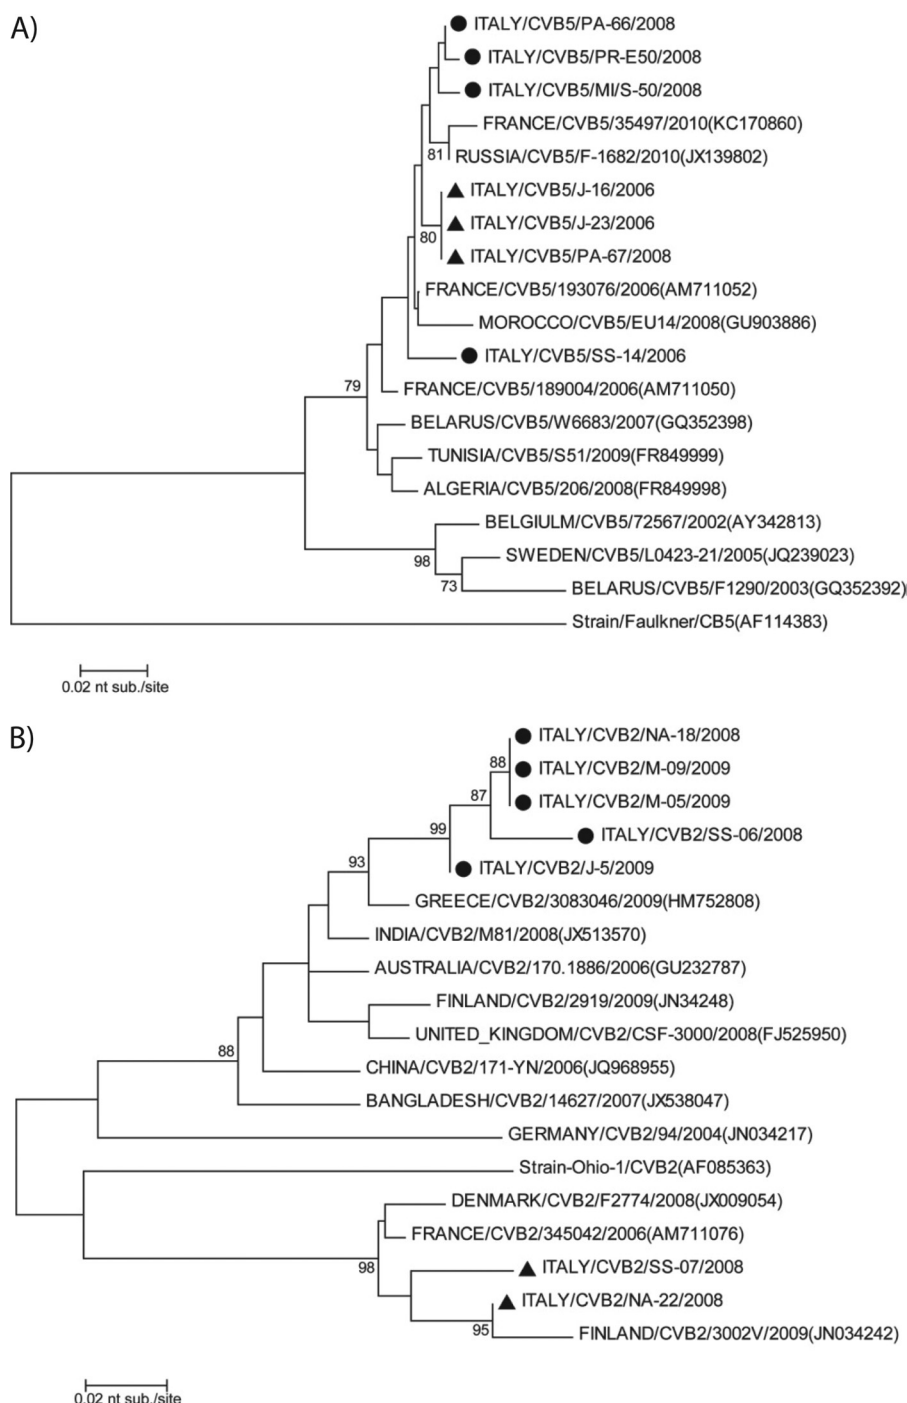 A)
ITALY/CVB5/PA-66/2008
ITALY/CVB5/PR-E50/2008
ITALY/CVB5/MI/S-50/2008
FRANCE/CVB5/35497/2010(KC170860)
81
RUSSIA/CVB5/F-1682/2010(JX139802)
ITALY/CVB5/J-16/2006
ITALY/CVB5/J-23/2006
80
ITALY/CVB5/PA-67/2008
FRANCE/CVB5/193076/2006(AM711052)
MOROCCO/CVB5/EU14/2008(GU903886)
ITALY/CVB5/SS-14/2006
79
FRANCE/CVB5/189004/2006(AM711050)
BELARUS/CVB5/W6683/2007(GQ352398)
TUNISIA/CVB5/S51/2009(FR849999)
ALGERIA/CVB5/206/2008(FR849998)
BELGIULM/CVB5/72567/2002(AY342813)
98
SWEDEN/CVB5/L0423-21/2005(JQ239023)
73
BELARUS/CVB5/F1290/2003(GQ352392)
Strain/Faulkner/CB5(AF114383)
0.02 nt sub./site
B)
ITALY/CVB2/NA-18/2008
88
ITALY/CVB2/M-09/2009
87
ITALY/CVB2/M-05/2009
99
ITALY/CVB2/SS-06/2008
93
ITALY/CVB2/J-5/2009
GREECE/CVB2/3083046/2009(HM752808)
INDIA/CVB2/M81/2008(JX513570)
AUSTRALIA/CVB2/170.1886/2006(GU232787)
FINLAND/CVB2/2919/2009(JN34248)
UNITED_KINGDOM/CVB2/CSF-3000/2008(FJ525950)
88
CHINA/CVB2/171-YN/2006(JQ968955)
BANGLADESH/CVB2/14627/2007(JX538047)
GERMANY/CVB2/94/2004(JN034217)
Strain-Ohio-1/CVB2(AF085363)
DENMARK/CVB2/F2774/2008(JX009054)
FRANCE/CVB2/345042/2006(AM711076)
98
ITALY/CVB2/SS-07/2008
ITALY/CVB2/NA-22/2008
95
FINLAND/CVB2/3002V/2009(JN034242)
0.02 nt sub./site